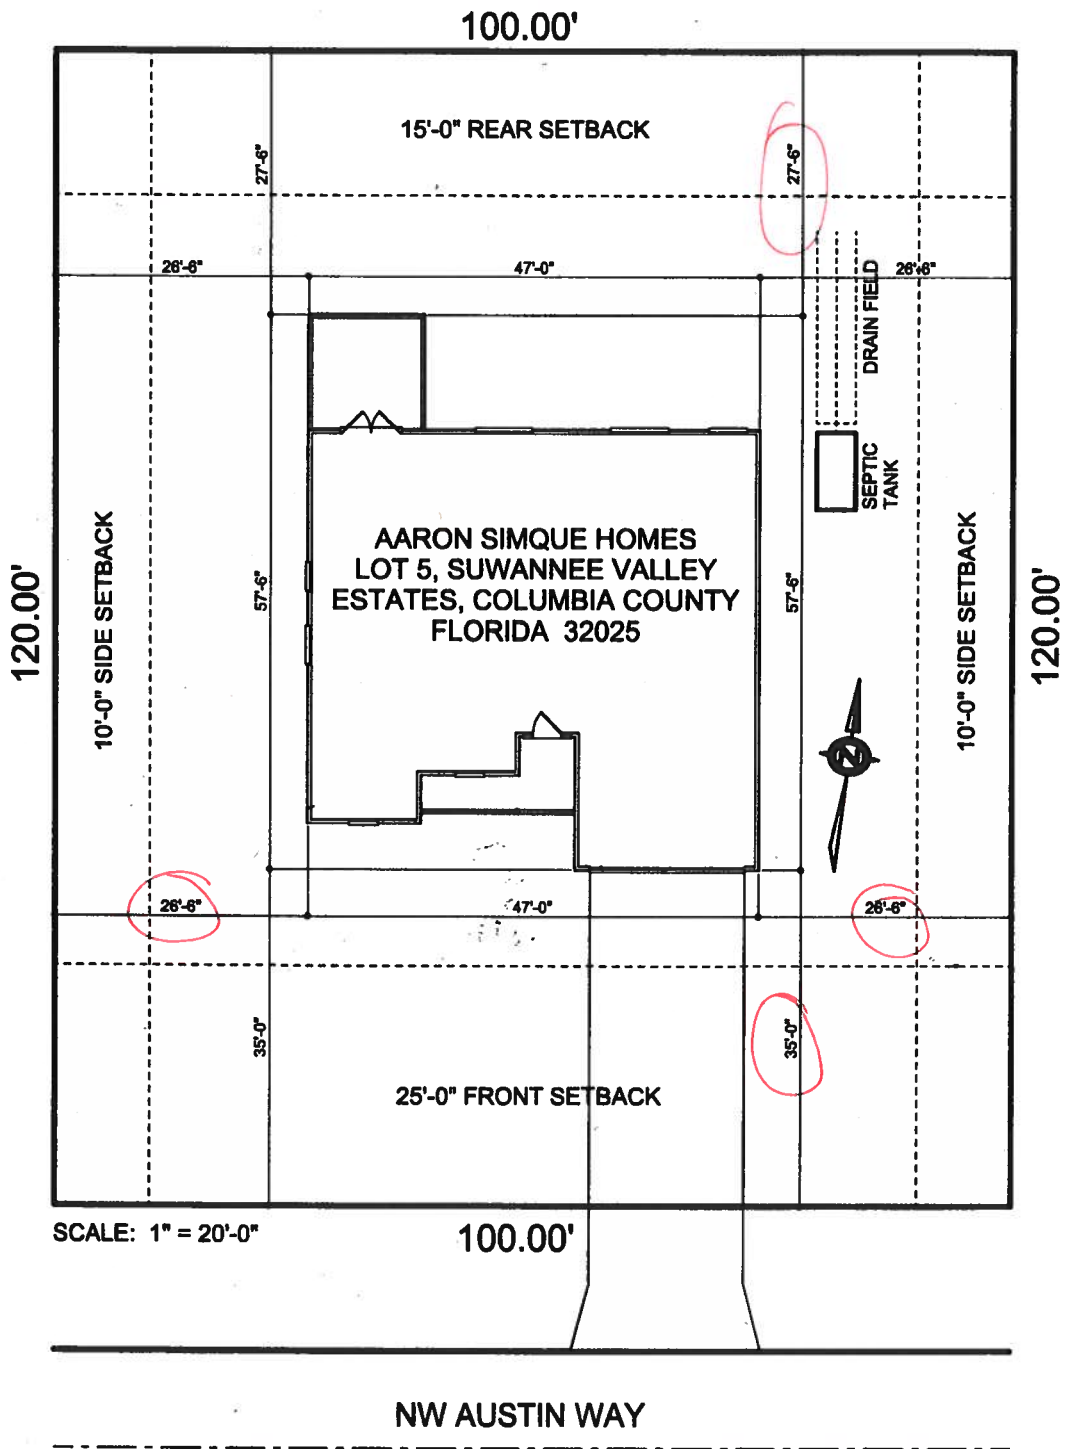 100.00'
15'-0" REAR SETBACK
27'-6"
27'-6"
26'-6"
47'-0"
26'-6"
DRAIN FIELD
SEPTIC
TANK
AARON SIMQUE HOMES
LOT 5, SUWANNEE VALLEY
ESTATES, COLUMBIA COUNTY
FLORIDA 32025
57'-6"
57'-6"
120.00'
10'-0" SIDE SETBACK
10'-0" SIDE SETBACK
120.00'
N
26'-6"
47'-0"
26'-6"
35'-0"
35'-0"
25'-0" FRONT SETBACK
SCALE: 1" = 20'-0"
100.00'
NW AUSTIN WAY